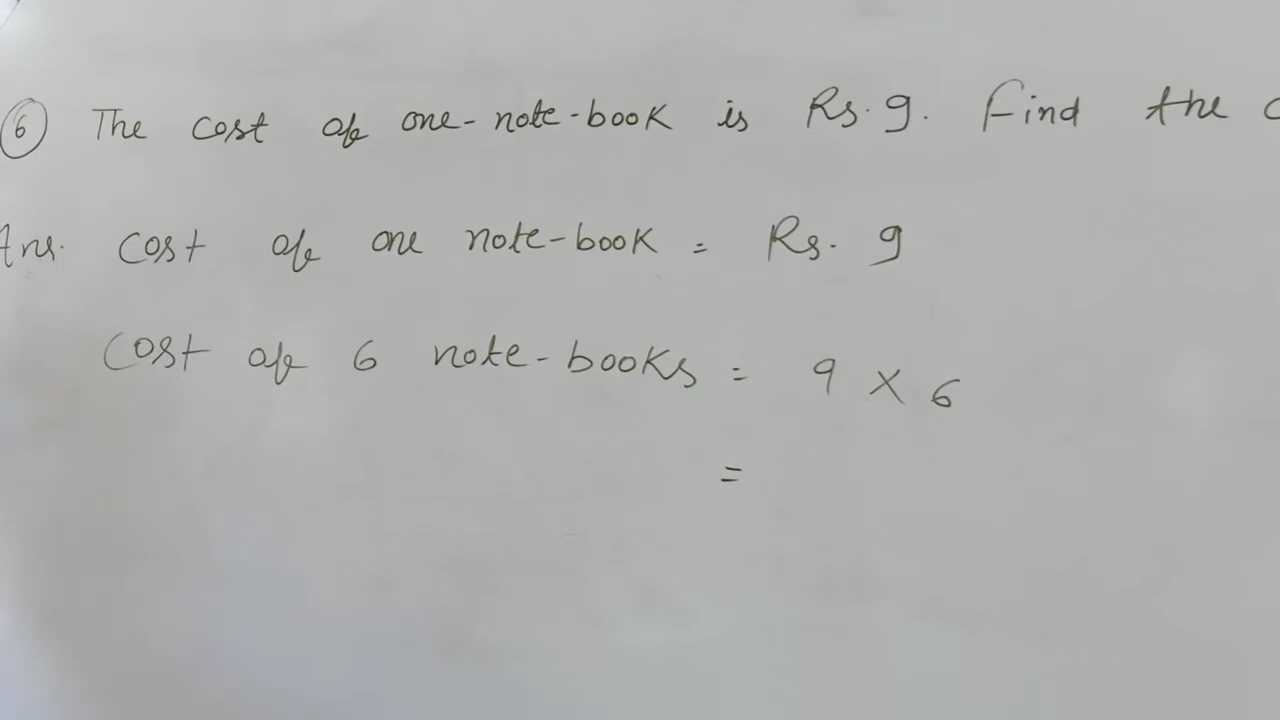 6 The cost of one-note-book is Rs. 9. Find the
Ans. Cost of one note-book = Rs. 9
Cost of 6 note-books = 9 × 6
=